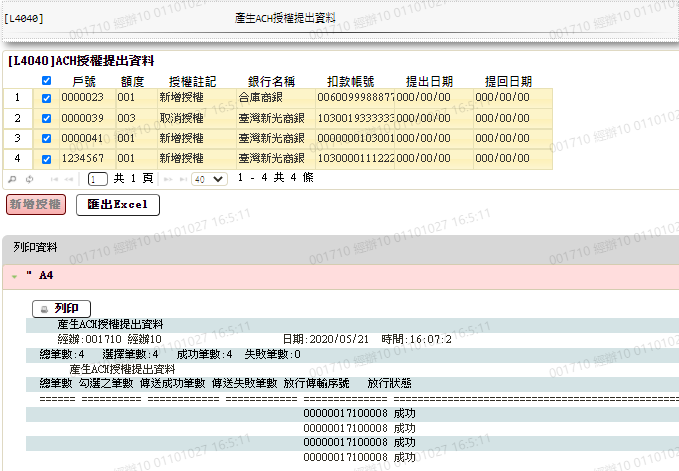 [L4040] 產生ACH授權提出資料
[L4040]ACH授權提出資料
戶號 額度 授權註記 銀行名稱 扣款帳號 提出日期 提回日期
1 0000023 001 新增授權 合庫商銀 0060099988877 000/00/00 000/00/00
2 0000039 003 取消授權 臺灣新光商銀 1030019333333 000/00/00 000/00/00
3 0000041 001 新增授權 臺灣新光商銀 0000000103001 000/00/00 000/00/00
4 1234567 001 新增授權 臺灣新光商銀 1030000111222 000/00/00 000/00/00
1 共 1 頁 40 1 - 4 共 4 條
新增授權 匯出Excel
列印資料
" A4
列印
產生ACH授權提出資料
經辦:001710 經辦10 日期:2020/05/21 時間:16:07:2
總筆數:4 選擇筆數:4 成功筆數:4 失敗筆數:0
產生ACH授權提出資料
總筆數 勾選之筆數 傳送成功筆數 傳送失敗筆數 放行傳輸序號 放行狀態
00000017100008 成功
00000017100008 成功
00000017100008 成功
00000017100008 成功
001710 經辦10 01101027 16:5:11